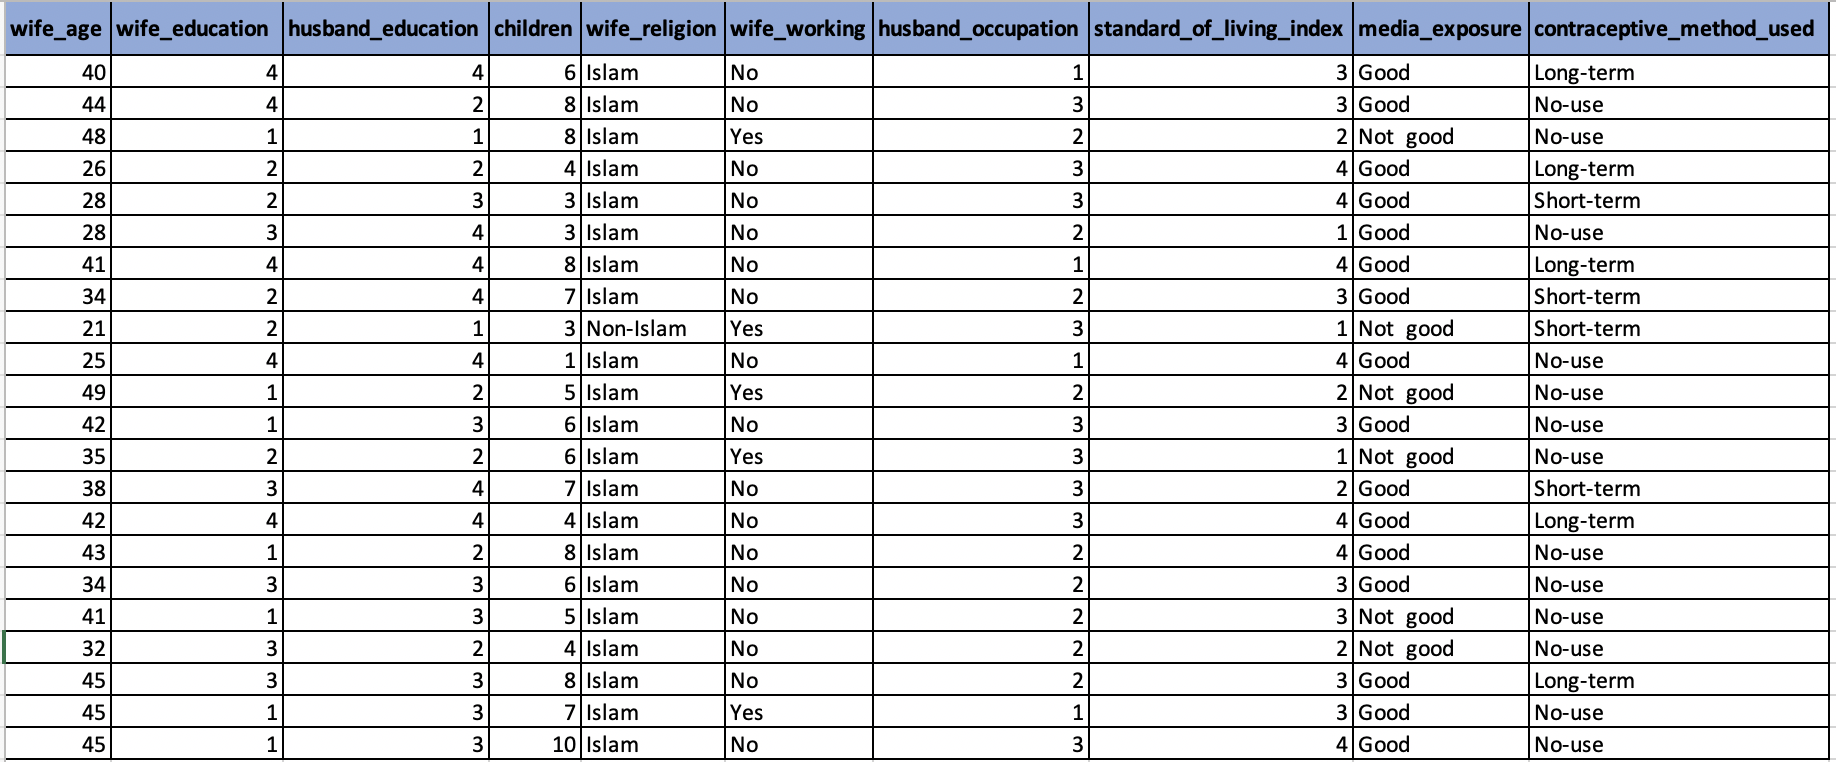 wife_age wife_education husband_education children wife_religion wife_working husband_occupation standard_of_living_index media_exposure contraceptive_method_used
40 4 4 6 Islam No 1 3 Good Long-term
44 4 2 8 Islam No 3 3 Good No-use
48 1 1 8 Islam Yes 2 2 Not good No-use
26 2 2 4 Islam No 3 4 Good Long-term
28 2 3 3 Islam No 3 4 Good Short-term
28 3 4 3 Islam No 2 1 Good No-use
41 4 4 8 Islam No 1 4 Good Long-term
34 2 4 7 Islam No 2 3 Good Short-term
21 2 1 3 Non-Islam Yes 3 1 Not good Short-term
25 4 4 1 Islam No 1 4 Good No-use
49 1 2 5 Islam Yes 2 2 Not good No-use
42 1 3 6 Islam No 3 3 Good No-use
35 2 2 6 Islam Yes 3 1 Not good No-use
38 3 4 7 Islam No 3 2 Good Short-term
42 4 4 4 Islam No 3 4 Good Long-term
43 1 2 8 Islam No 2 4 Good No-use
34 3 3 6 Islam No 2 3 Good No-use
41 1 3 5 Islam No 2 3 Not good No-use
32 3 2 4 Islam No 2 2 Not good No-use
45 3 3 8 Islam No 2 3 Good Long-term
45 1 3 7 Islam Yes 1 3 Good No-use
45 1 3 10 Islam No 3 4 Good No-use